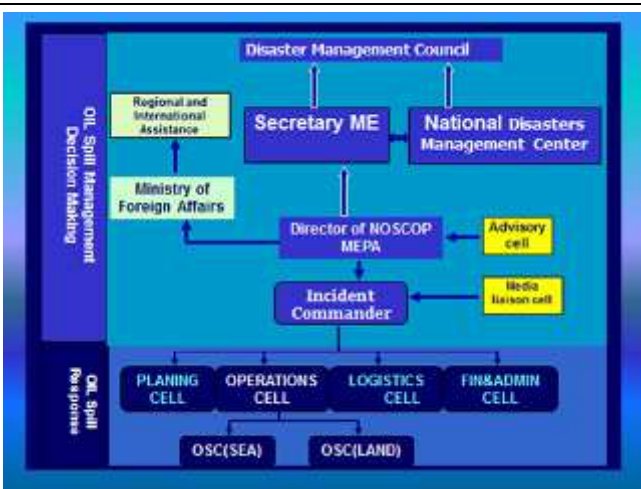 Disaster Management Council
Regional and
International
Assistance
Secretary ME
National Disasters
Management Center
Ministry of
Foreign Affairs
Director of NOSCOP
MEPA
Advisory
cell
Incident
Commander
Media
liaison cell
OIL Spill Management
Decision Making
PLANING
CELL
OPERATIONS
CELL
LOGISTICS
CELL
FIN&ADMIN
CELL
OSC(SEA)
OSC(LAND)
OIL Spill
Response